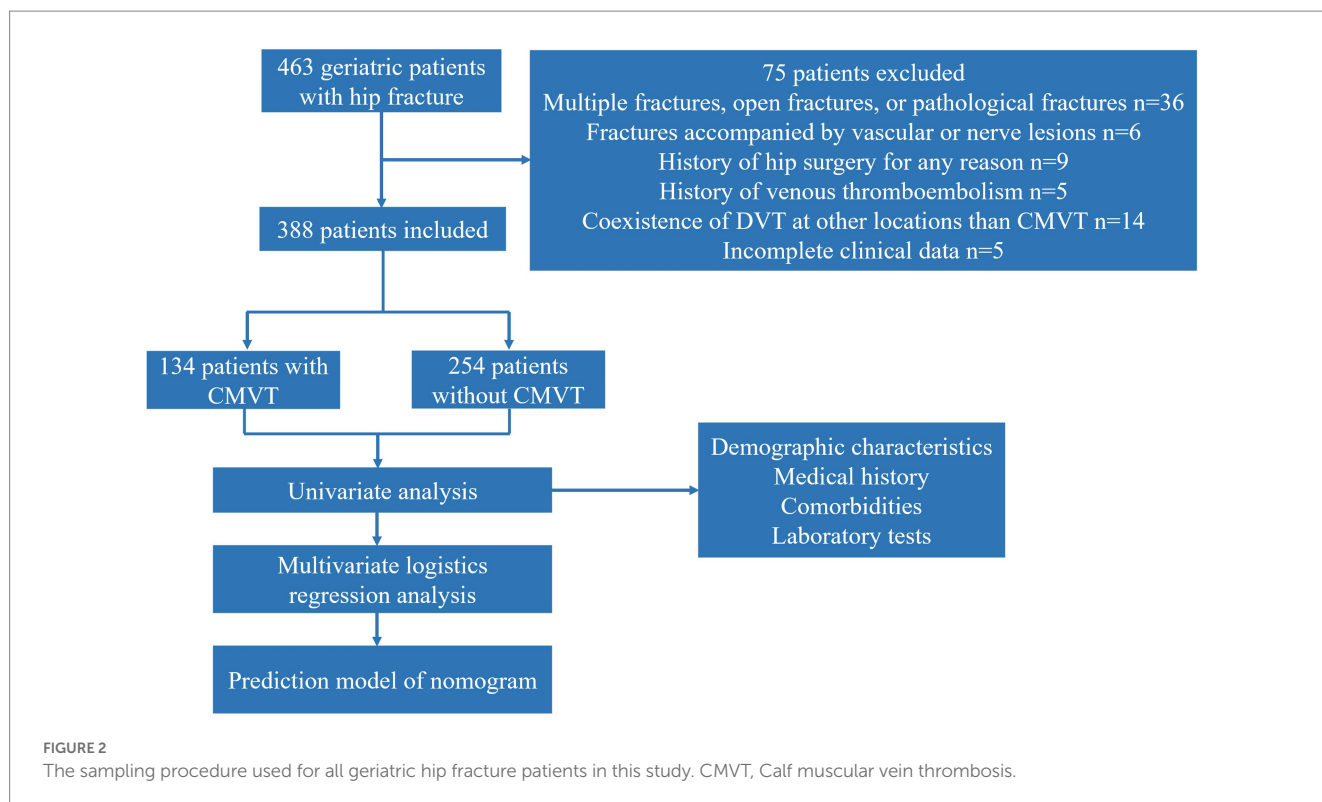 463 geriatric patients
with hip fracture
75 patients excluded
Multiple fractures, open fractures, or pathological fractures n=36
Fractures accompanied by vascular or nerve lesions n=6
History of hip surgery for any reason n=9
History of venous thromboembolism n=5
Coexistence of DVT at other locations than CMVT n=14
Incomplete clinical data n=5
388 patients included
134 patients with
CMVT
254 patients
without CMVT
Univariate analysis
Demographic characteristics
Medical history
Comorbidities
Laboratory tests
Multivariate logistics
regression analysis
Prediction model of nomogram
FIGURE 2
The sampling procedure used for all geriatric hip fracture patients in this study. CMVT, Calf muscular vein thrombosis.